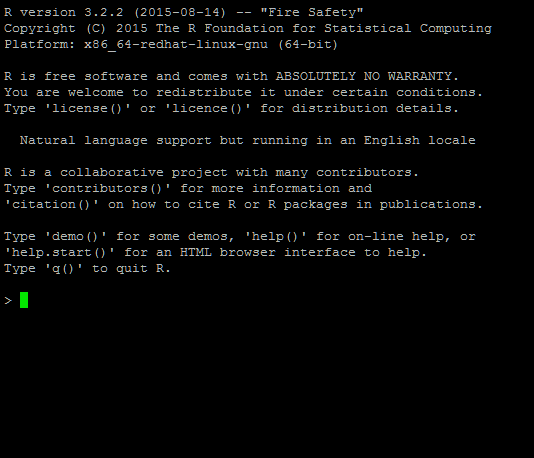 R version 3.2.2 (2015-08-14) -- "Fire Safety"
Copyright (C) 2015 The R Foundation for Statistical Computing
Platform: x86_64-redhat-linux-gnu (64-bit)
R is free software and comes with ABSOLUTELY NO WARRANTY.
You are welcome to redistribute it under certain conditions.
Type 'license()' or 'licence()' for distribution details.
Natural language support but running in an English locale
R is a collaborative project with many contributors.
Type 'contributors()' for more information and
'citation()' on how to cite R or R packages in publications.
Type 'demo()' for some demos, 'help()' for on-line help, or
'help.start()' for an HTML browser interface to help.
Type 'q()' to quit R.
>